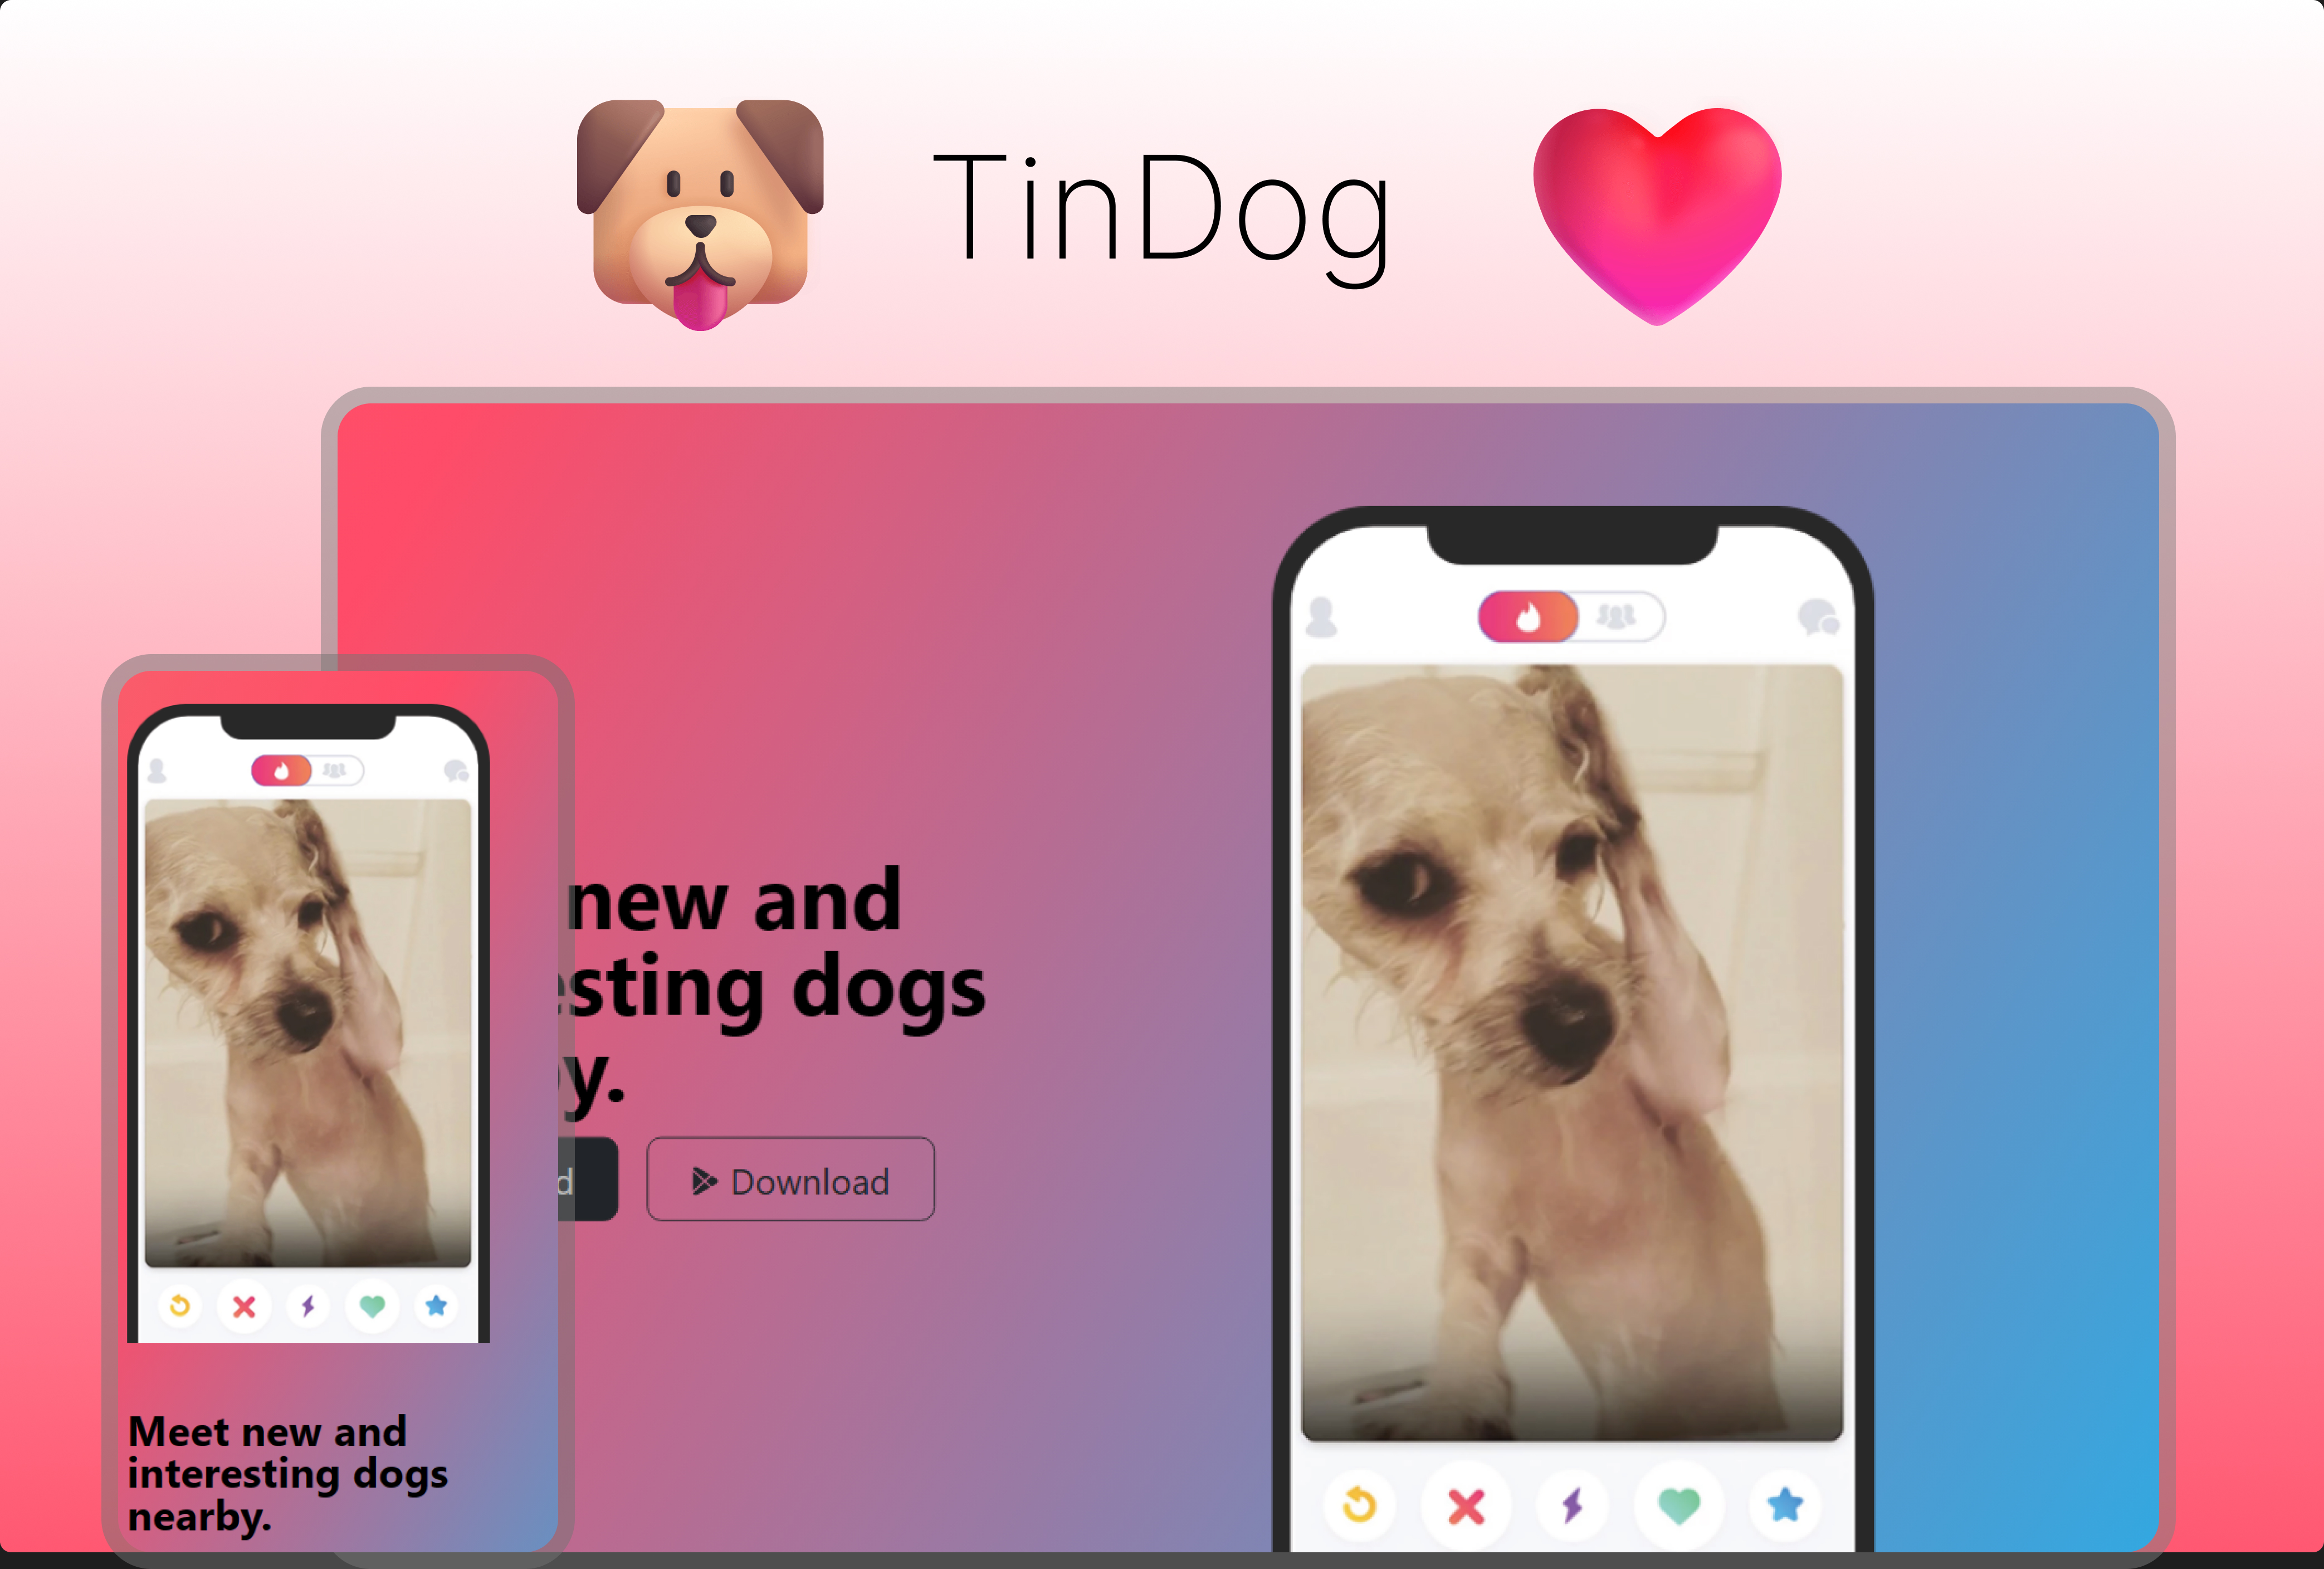 TinDog
new and
sting dogs
y.
d
Download
Meet new and
interesting dogs
nearby.